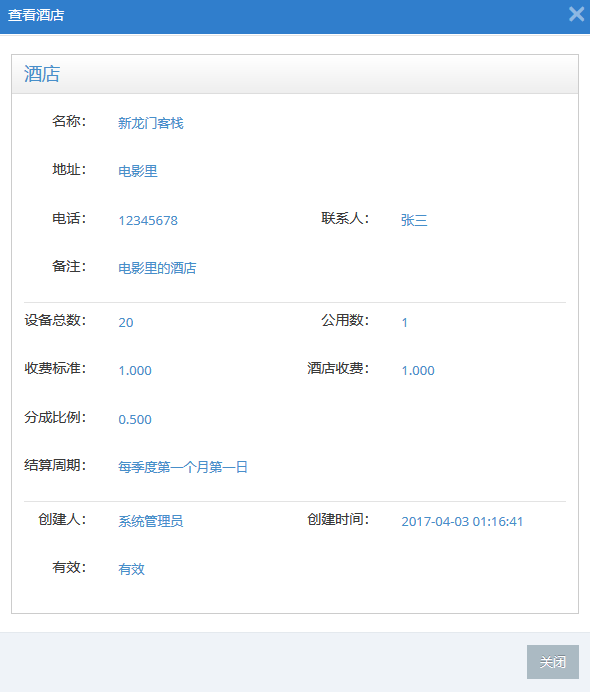 查看酒店
酒店
名称： 新龙门客栈
地址： 电影里
电话： 12345678 联系人： 张三
备注： 电影里的酒店
设备总数： 20 公用数： 1
收费标准： 1.000 酒店收费： 1.000
分成比例： 0.500
结算周期： 每季度第一个月第一日
创建人： 系统管理员 创建时间： 2017-04-03 01:16:41
有效： 有效
关闭